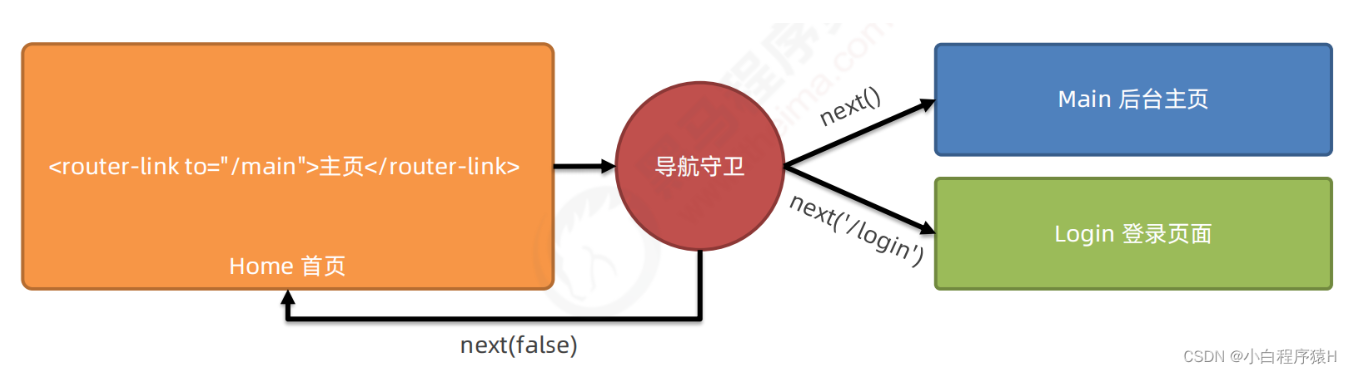 <router-link to="/main">主页</router-link>
Home 首页
导航守卫
next()
next('/login')
next(false)
Main 后台主页
Login 登录页面
CSDN @小白程序猿H